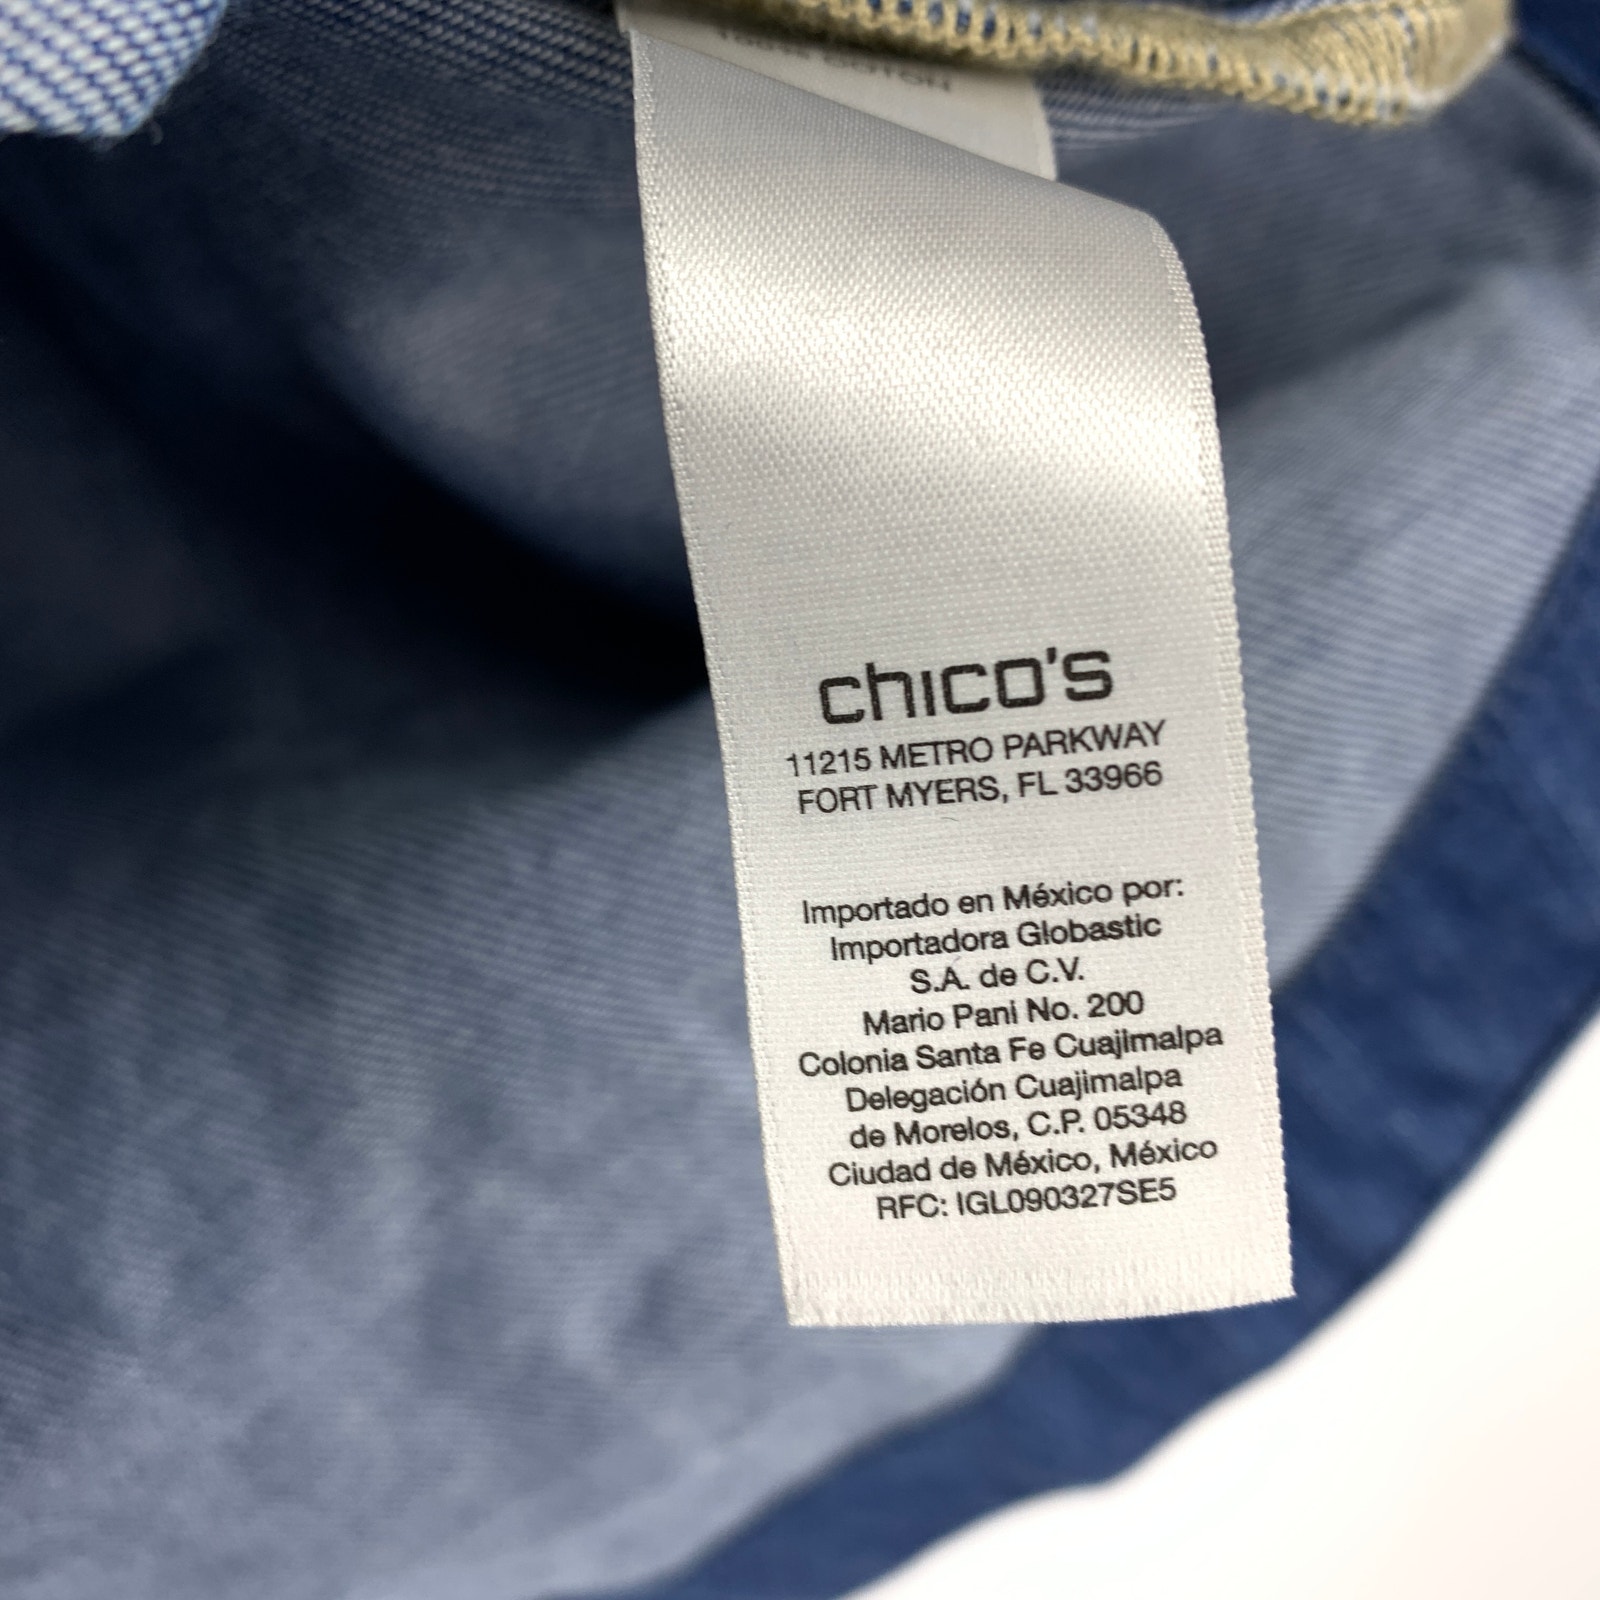 chico's
11215 METRO PARKWAY
FORT MYERS, FL 33966
Importado en México por:
Importadora Globastic
S.A. de C.V.
Mario Pani No. 200
Colonia Santa Fe Cuajimalpa
Delegación Cuajimalpa
de Morelos, C.P. 05348
Ciudad de México, México
RFC: IGL090327SE5